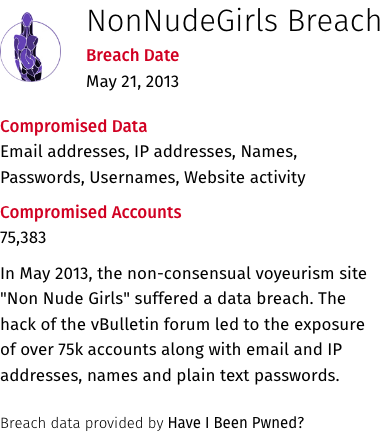 NonNudeGirls Breach
Breach Date
May 21, 2013
Compromised Data
Email addresses, IP addresses, Names,
Passwords, Usernames, Website activity
Compromised Accounts
75,383
In May 2013, the non-consensual voyeurism site
"Non Nude Girls" suffered a data breach. The
hack of the vBulletin forum led to the exposure
of over 75k accounts along with email and IP
addresses, names and plain text passwords.
Breach data provided by Have I Been Pwned?